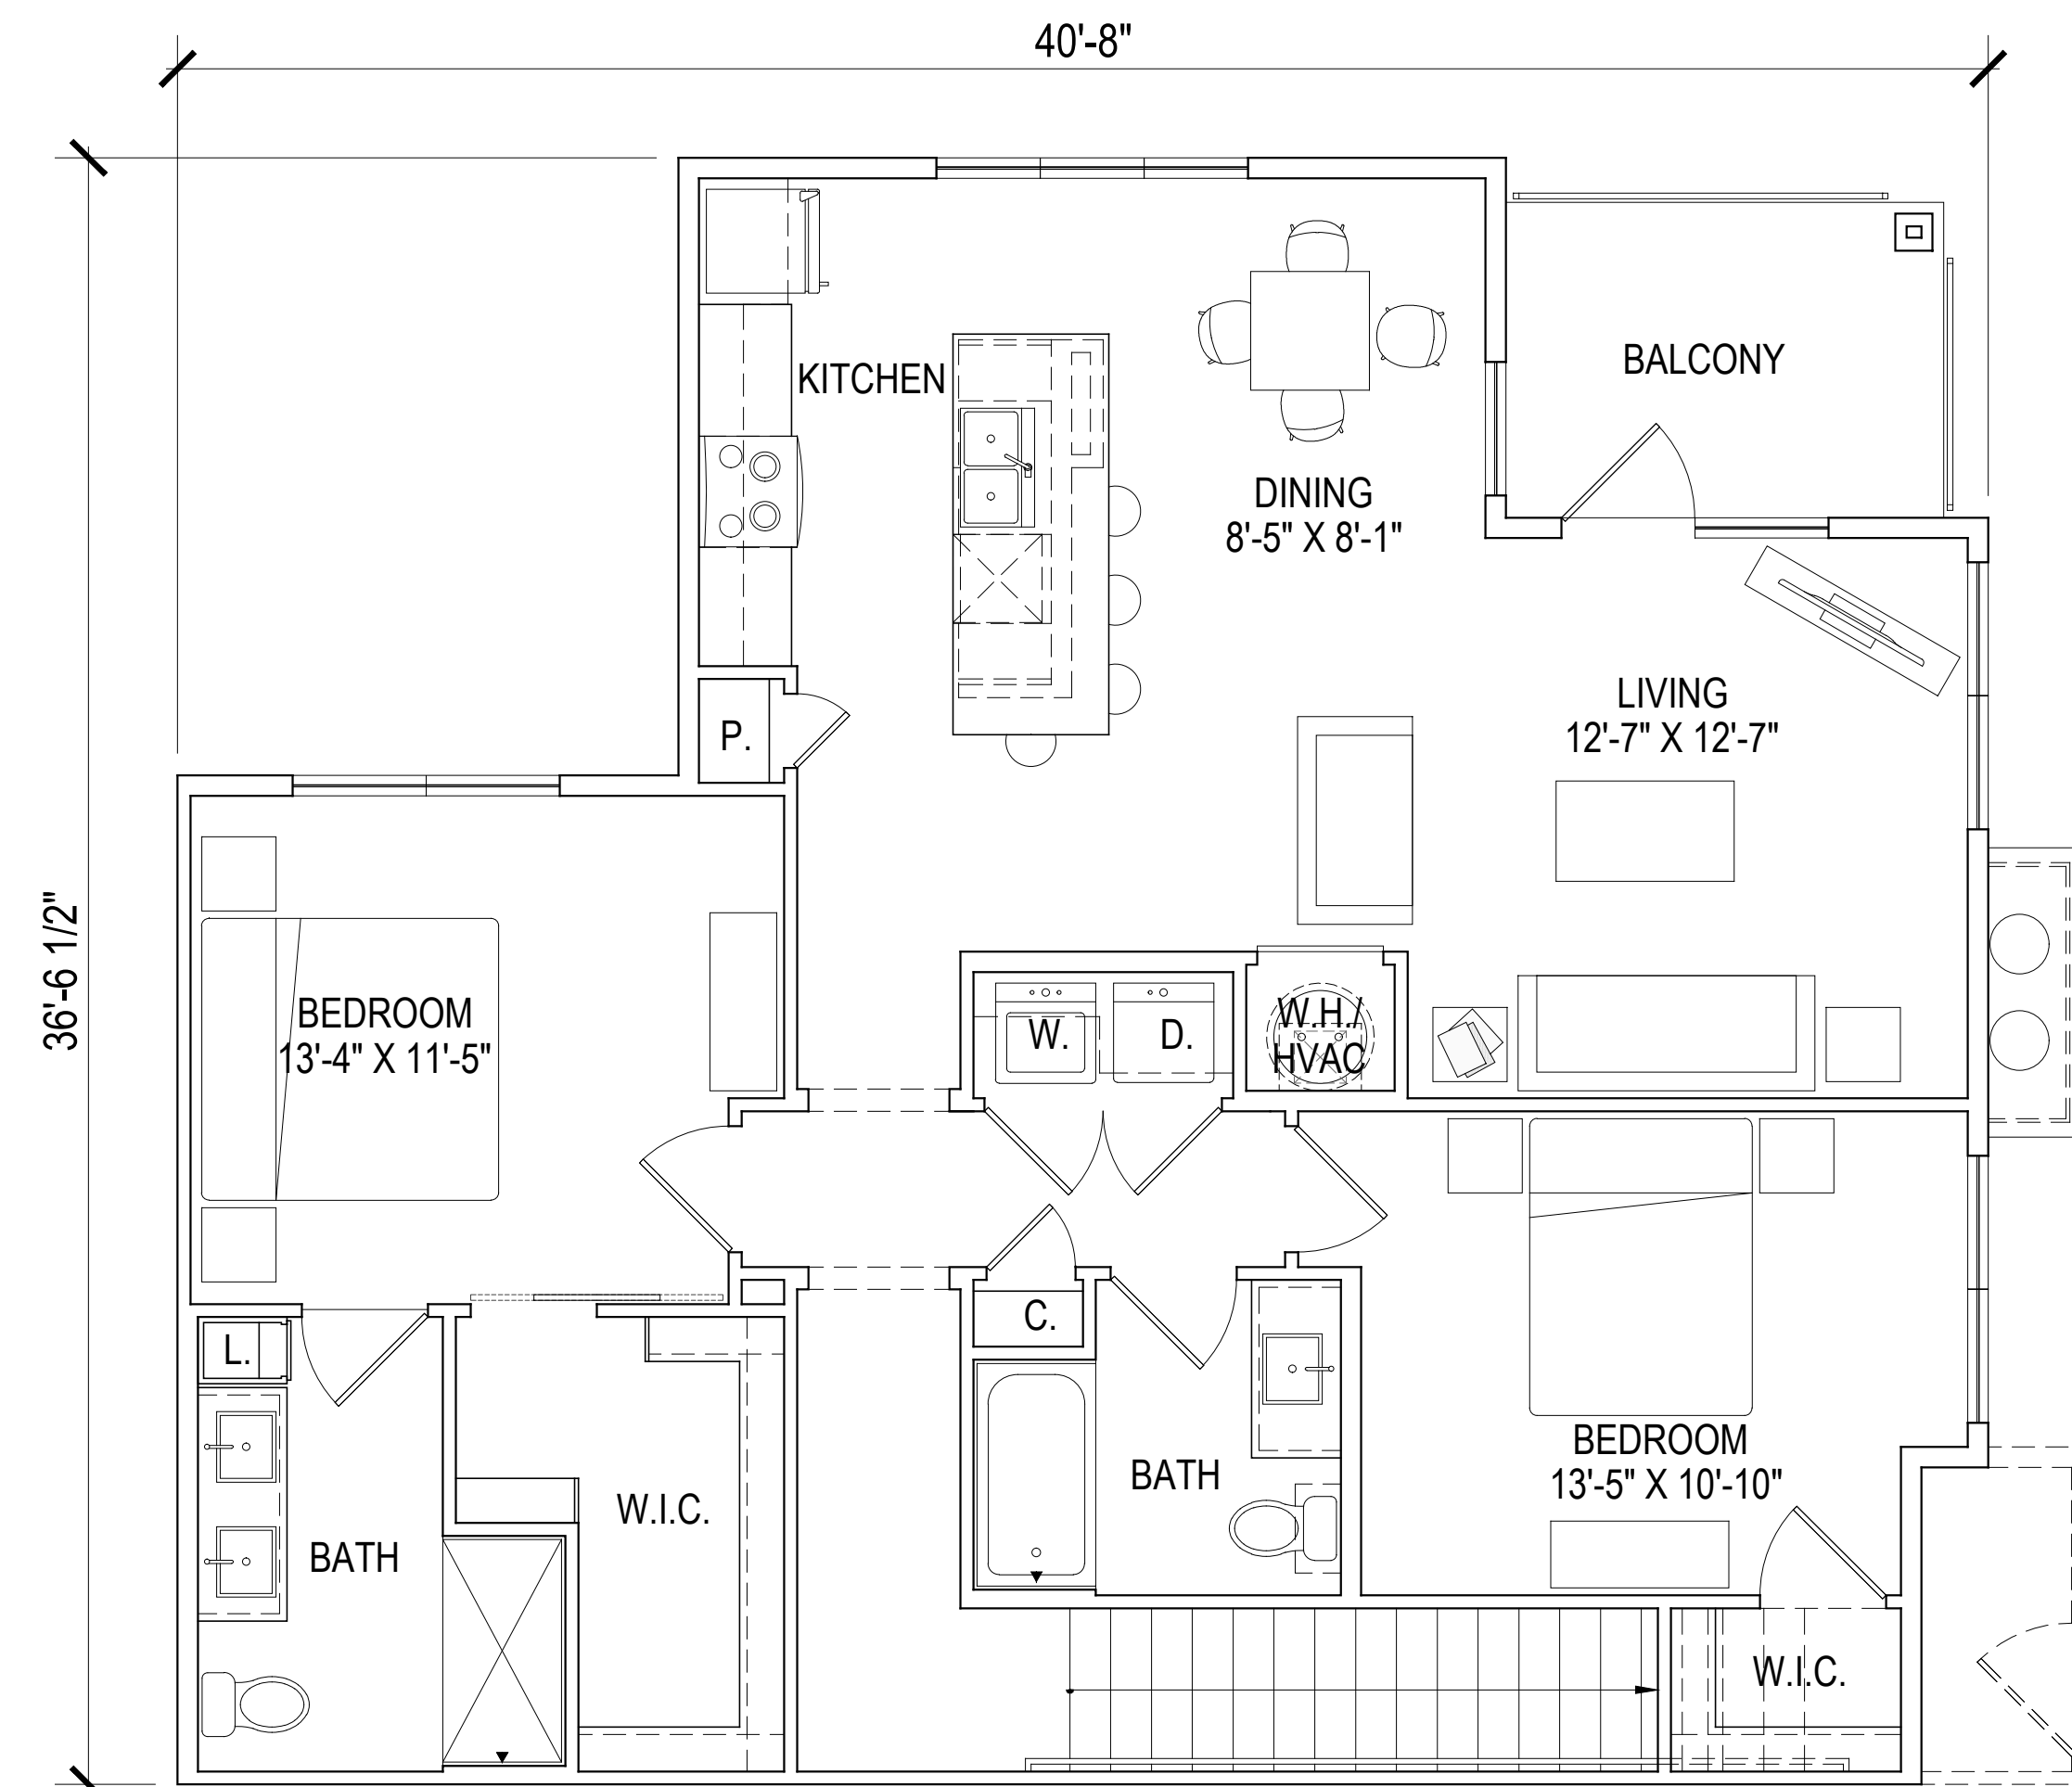 40'-8"
36'-6 1/2"
KITCHEN
BALCONY
DINING
8'-5" X 8'-1"
LIVING
12'-7" X 12'-7"
P.
BEDROOM
13'-4" X 11'-5"
W.
D.
W.H./
HVAC
C.
L.
BATH
W.I.C.
BATH
BEDROOM
13'-5" X 10'-10"
W.I.C.